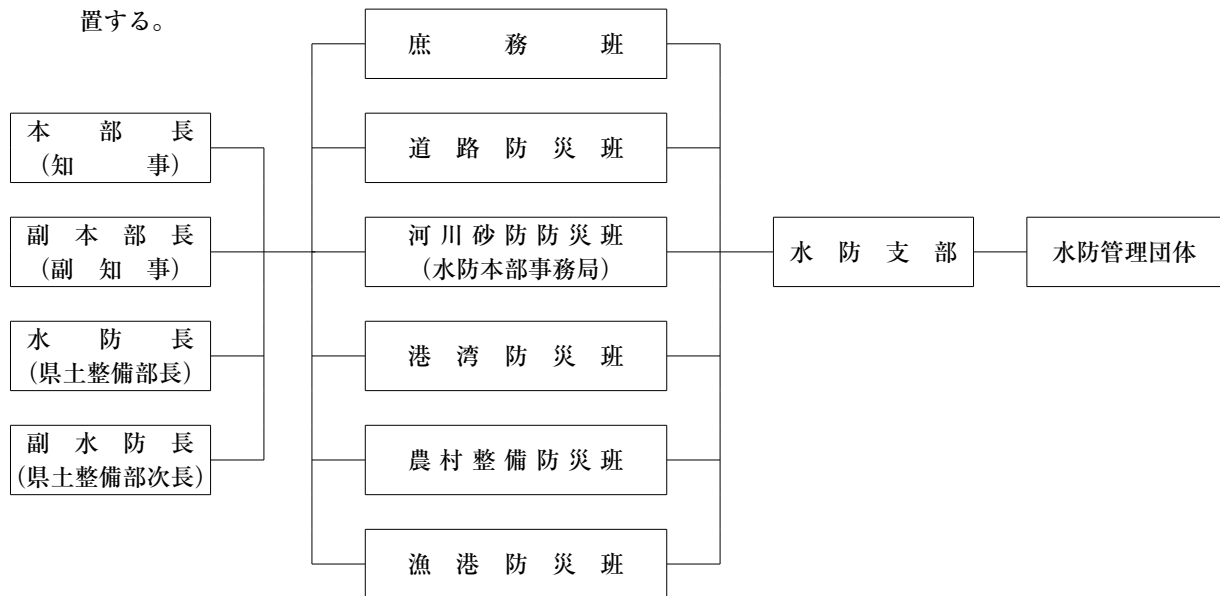 置する。
本部長
（知事）
副本部長
（副知事）
水防長
（県土整備部長）
副水防長
（県土整備部次長）
庶務班
道路防災班
河川砂防防災班
（水防本部事務局）
港湾防災班
農村整備防災班
漁港防災班
水防支部
水防管理団体